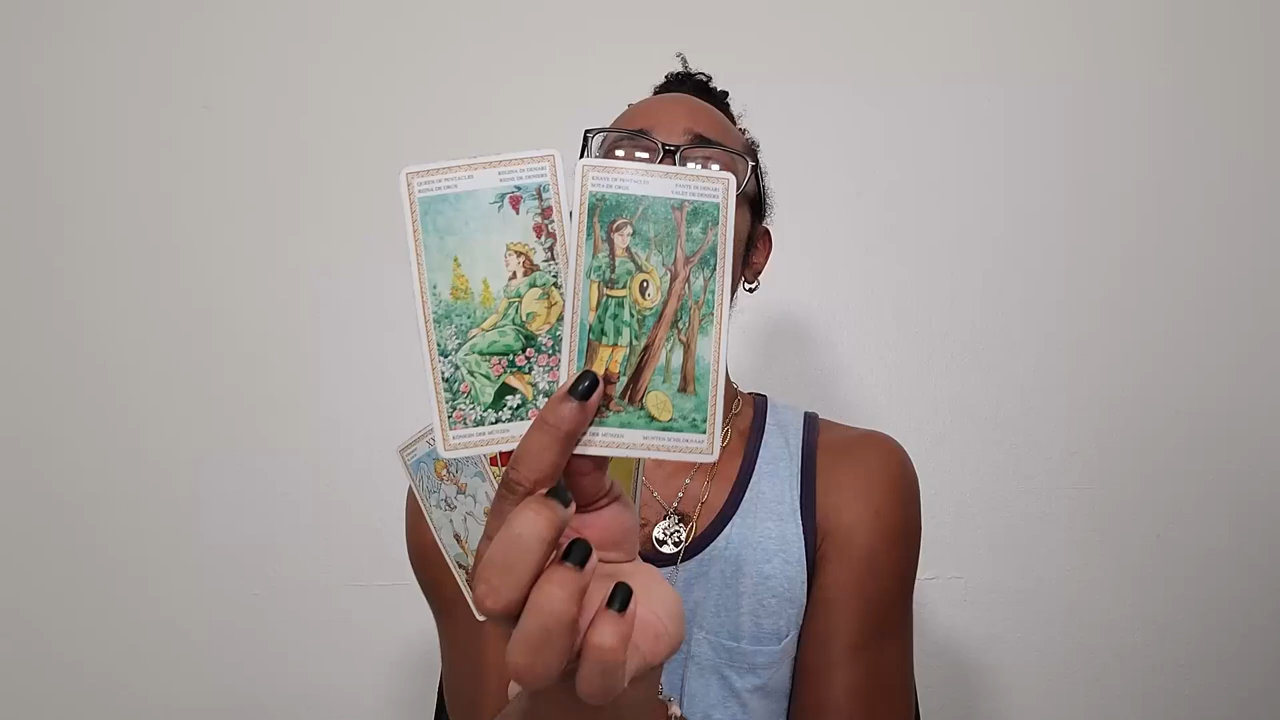 QUEEN OF PENTACLES
REINA DE OROS
REGINA DI DENARI
REINE DE DENIERS
KNAVE OF PENTACLES
SOTA DE OROS
FANTE DI DENARI
VALET DE DENIERS
KÖNIGIN DER MÜNZEN
DER MÜNZEN
MUNTEN SCHILDKNAAP
XX